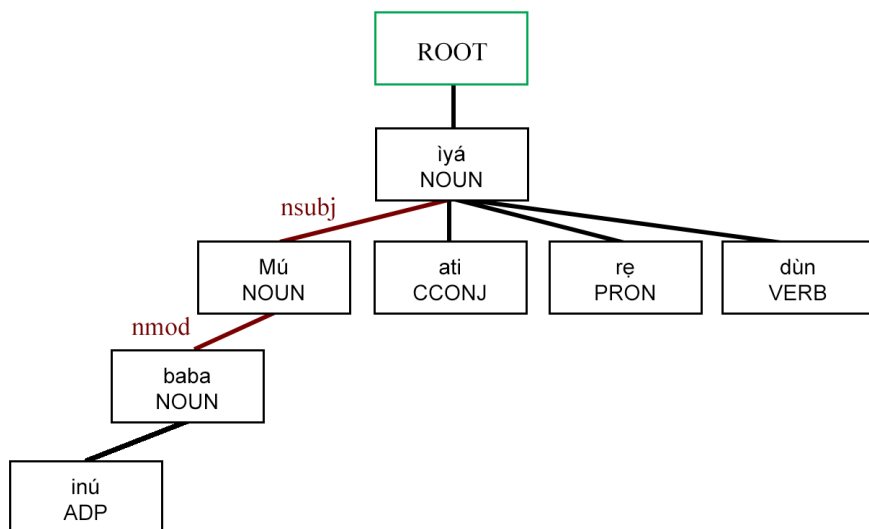 ROOT
ìyá
NOUN
nsubj
Mú
NOUN
ati
CCONJ
rẹ
PRON
dùn
VERB
nmod
baba
NOUN
inú
ADP